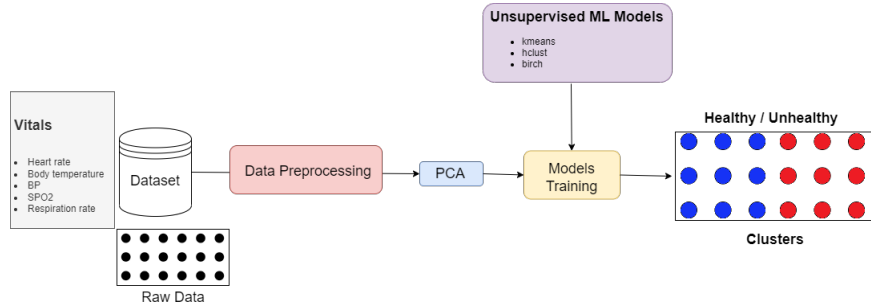 Unsupervised ML Models
kmeans
hclust
birch
Vitals
Heart rate
Body temperature
BP
SPO2
Respiration rate
Dataset
Data Preprocessing
PCA
Models
Training
Healthy / Unhealthy
Clusters
Raw Data